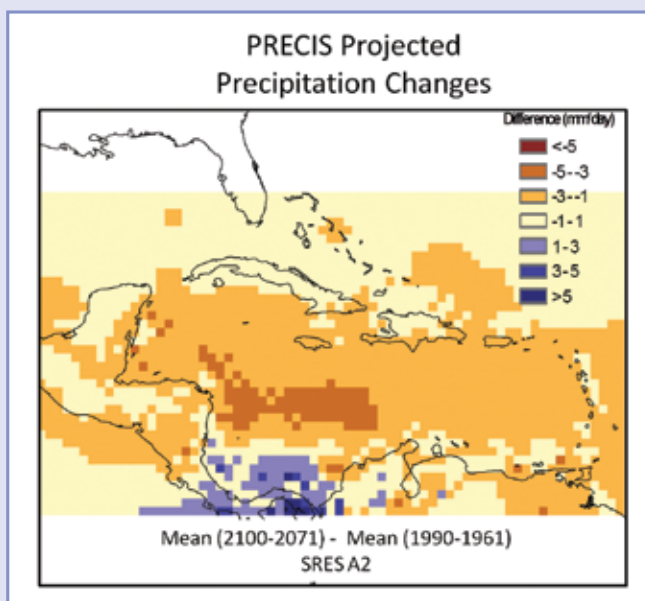 PRECIS Projected
Precipitation Changes
Difference (mm/day)
<-5
-5--3
-3--1
-1-1
1-3
3-5
>5
Mean (2100-2071) - Mean (1990-1961)
SRES A2